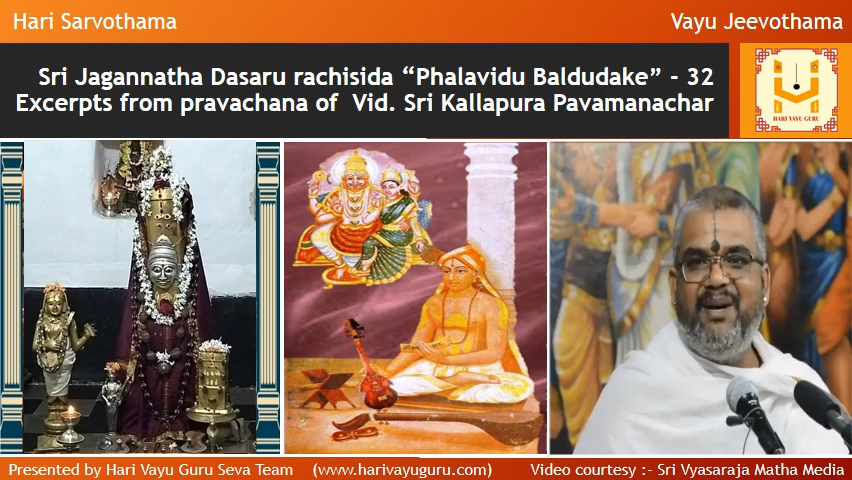 Hari Sarvothama
Vayu Jeevothama
Sri Jagannatha Dasaru rachisida “Phalavidu Baldudake” - 32
Excerpts from pravachana of  Vid. Sri Kallapura Pavamanachar
HARI VAYU GURU
Presented by Hari Vayu Guru Seva Team (www.harivayuguru.com) Video courtesy :- Sri Vyasaraja Matha Media